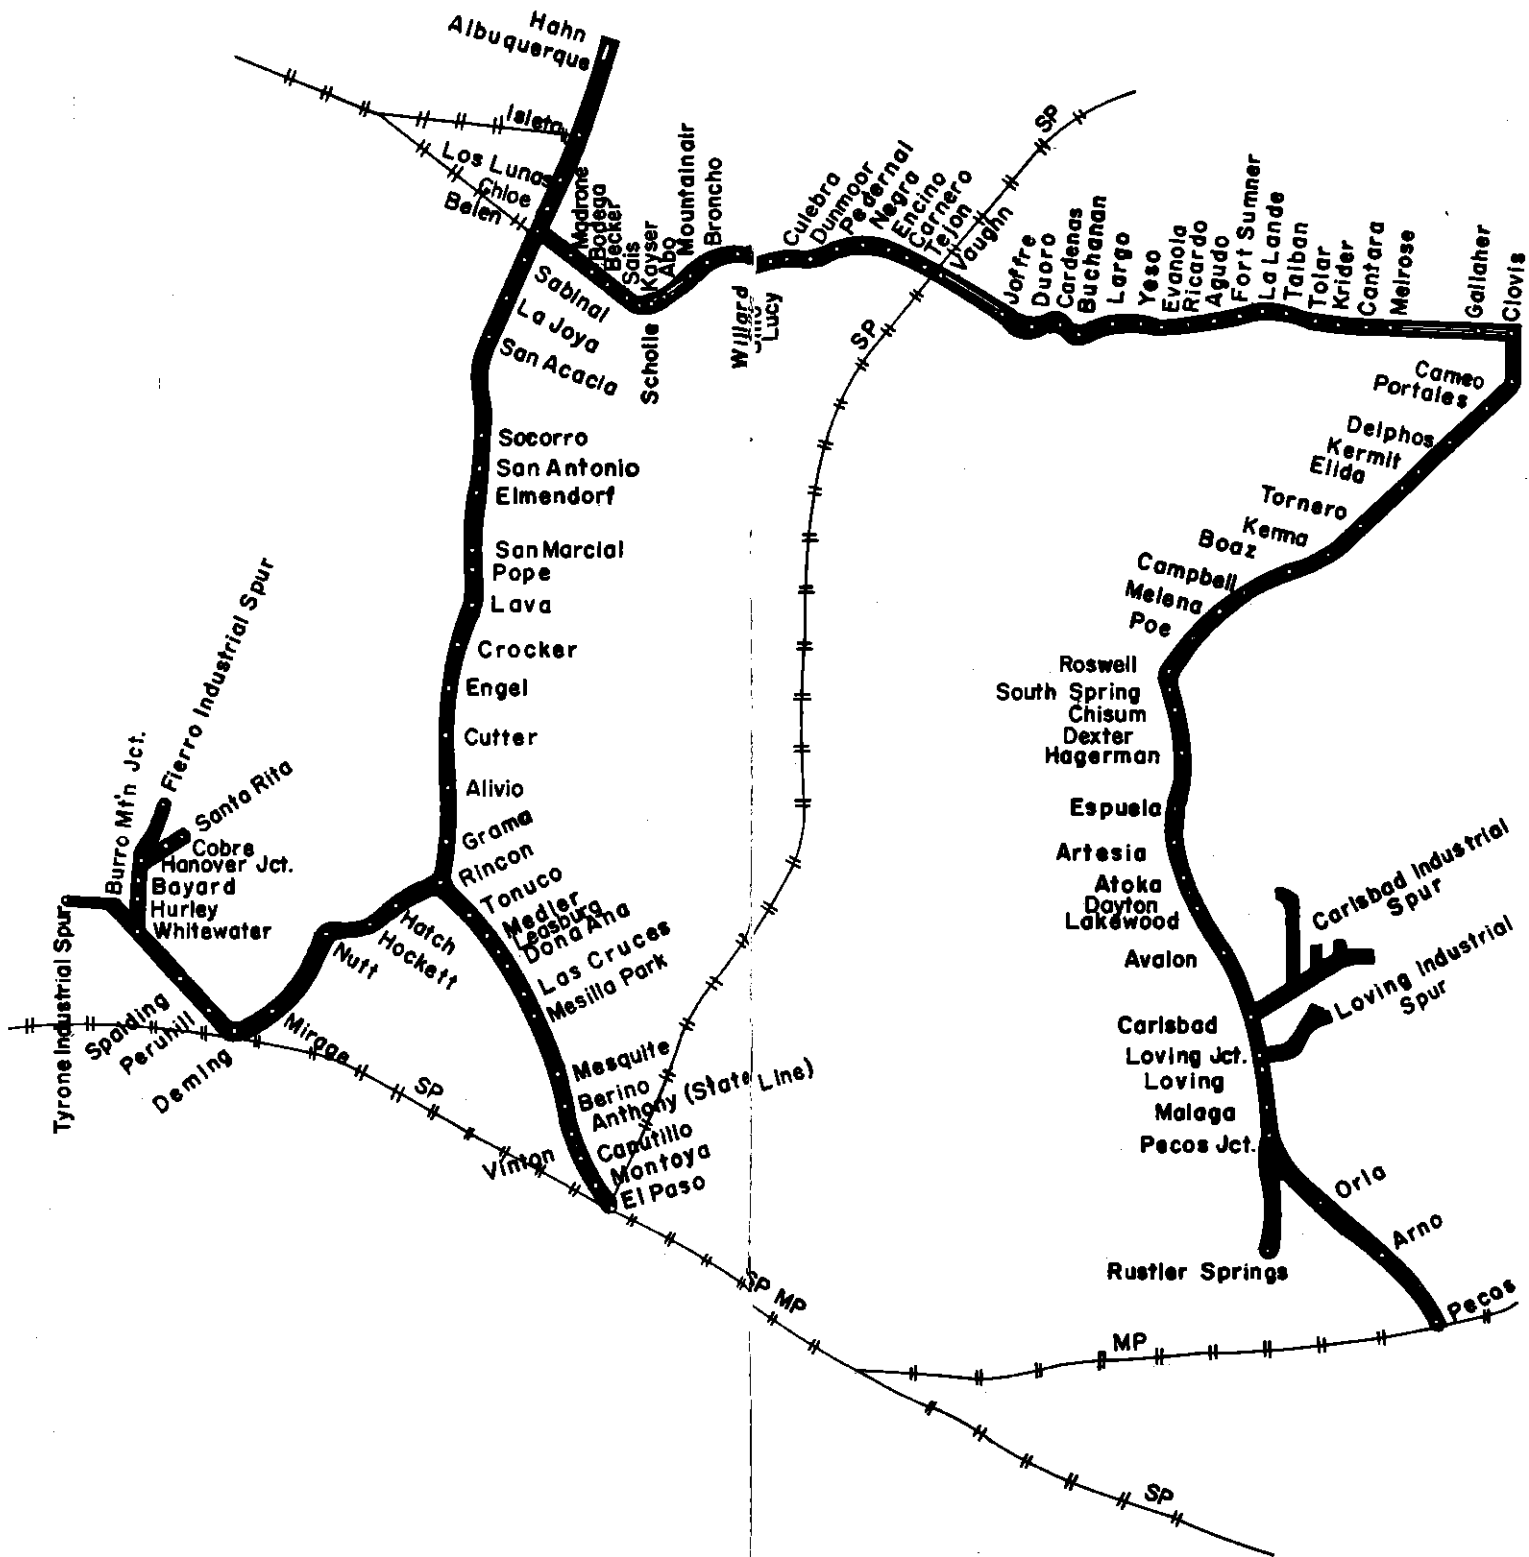 Hahn
Albuquerque
Isleta
Los Lunas
Chloe
Belen
Madrone
Bodega
Becker
Sais
Kayser
Abo
Mountainair
Broncho
Scholle
Willard
Lucy
Culebra
Dunmoor
Pedernal
Negra
Encino
Carnero
Tejon
Vaughn
SP
SP
Joffre
Duoro
Cardenas
Buchanan
Largo
Yeso
Evanola
Ricardo
Agudo
Fort Sumner
La Lande
Taiban
Tolar
Krider
Cantara
Melrose
Gallaher
Clovis
Cameo
Portales
Delphos
Kermit
Elida
Tornero
Kenna
Boaz
Campbell
Melena
Poe
Roswell
South Spring
Chisum
Dexter
Hagerman
Espuela
Artesia
Atoka
Dayton
Lakewood
Avalon
Carlsbad Industrial
Spur
Carlsbad
Loving Industrial
Spur
Loving Jct.
Loving
Malaga
Pecos Jct.
Orla
Arno
Rustler Springs
Pecos
Sabinal
La Joya
San Acacia
Socorro
San Antonio
Elmendorf
San Marcial
Pope
Lava
Crocker
Engel
Cutter
Alivio
Grama
Rincon
Tonuco
Medler
Leasburg
Dona Ana
Las Cruces
Mesilla Park
Mesquite
Berino
Anthony (State Line)
Caputillo
Montoya
El Paso
Vinton
Hatch
Hockett
Nutt
Mirage
Deming
Peruhill
Spalding
Whitewater
Hurley
Bayard
Hanover Jct.
Cobre
Santa Rita
Fierro Industrial Spur
Burro Mt'n Jct.
Tyrone Industrial Spur
SP
SP MP
MP
SP